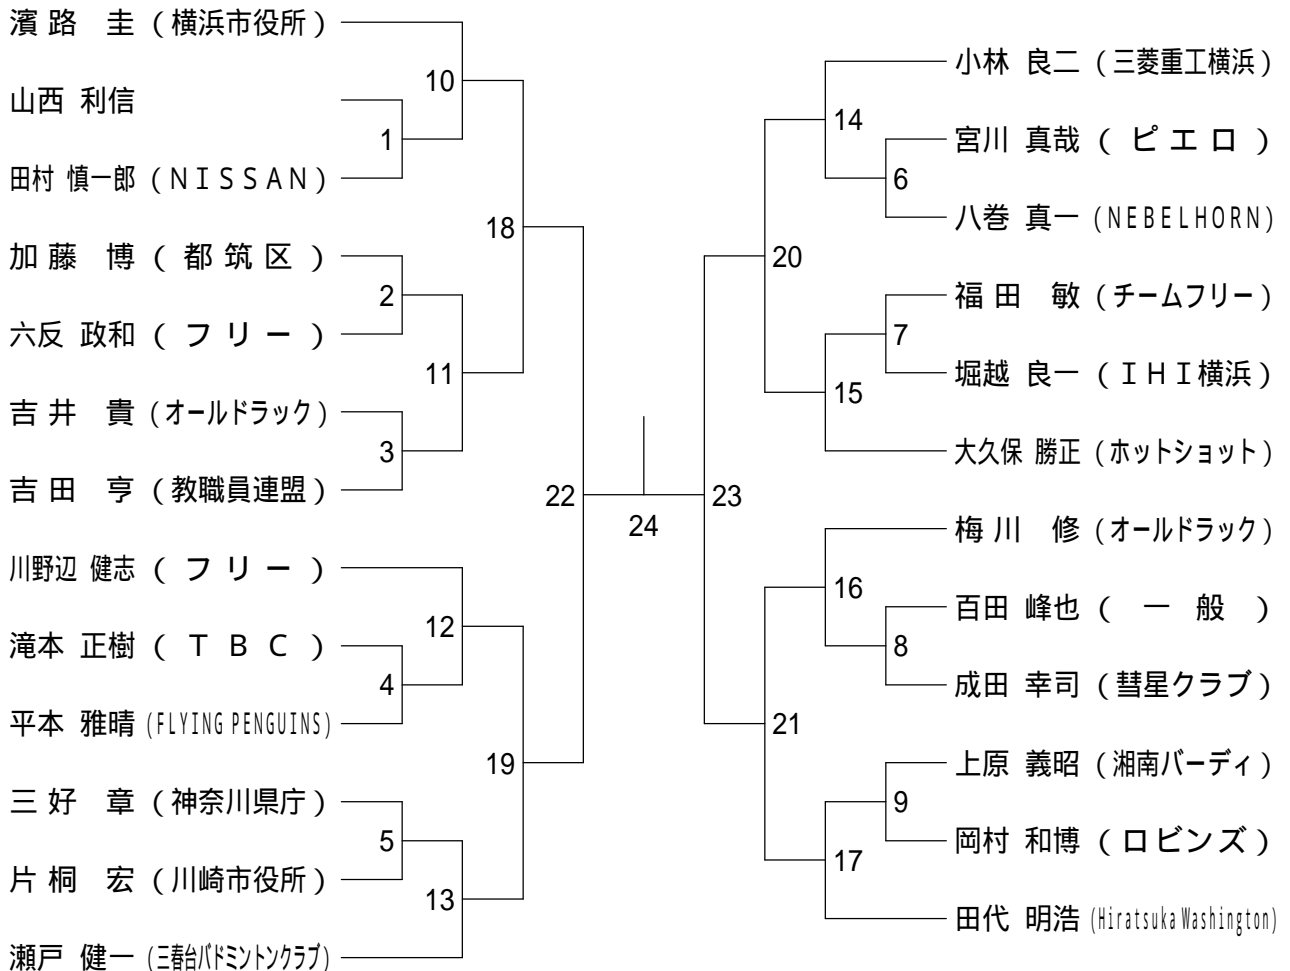 濱路 圭 (横浜市役所)
山西 利信
田村 慎一郎 (NISSAN)
加藤 博 (都筑区)
六反 政和 (フリー)
吉井 貴 (オールドラック)
吉田 亨 (教職員連盟)
川野辺 健志 (フリー)
滝本 正樹 (TBC)
平本 雅晴 (FLYING PENGUINS)
三好 章 (神奈川県庁)
片桐 宏 (川崎市役所)
瀬戸 健一 (三春台バドミントンクラブ)
1
2
3
4
5
10
11
12
13
18
19
22
24
23
20
21
14
15
16
17
6
7
8
9
小林 良二 (三菱重工横浜)
宮川 真哉 (ピエロ)
八巻 真一 (NEBELHORN)
福田 敏 (チームフリー)
堀越 良一 (IHI横浜)
大久保 勝正 (ホットショット)
梅川 修 (オールドラック)
百田 峰也 (一般)
成田 幸司 (彗星クラブ)
上原 義昭 (湘南バーディ)
岡村 和博 (ロビンズ)
田代 明浩 (Hiratsuka Washington)